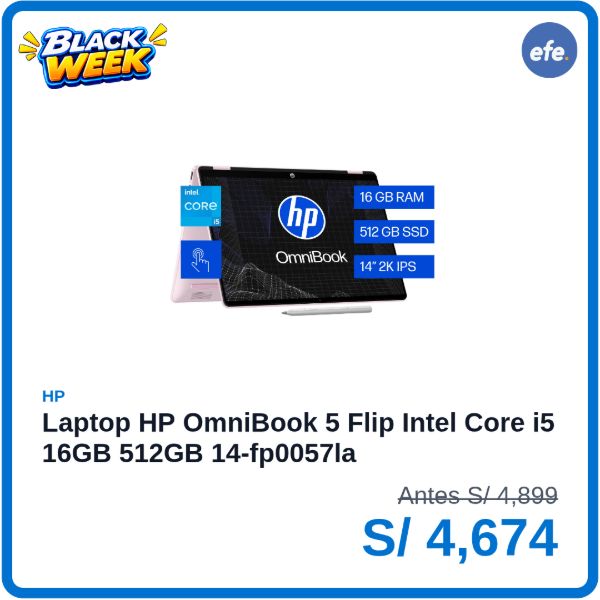 BLACK
WEEK
efe.
intel
CORE
i5
hp
OmniBook
16 GB RAM
512 GB SSD
14” 2K IPS
HP
Laptop HP OmniBook 5 Flip Intel Core i5
16GB 512GB 14-fp0057la
Antes S/ 4,899
S/ 4,674